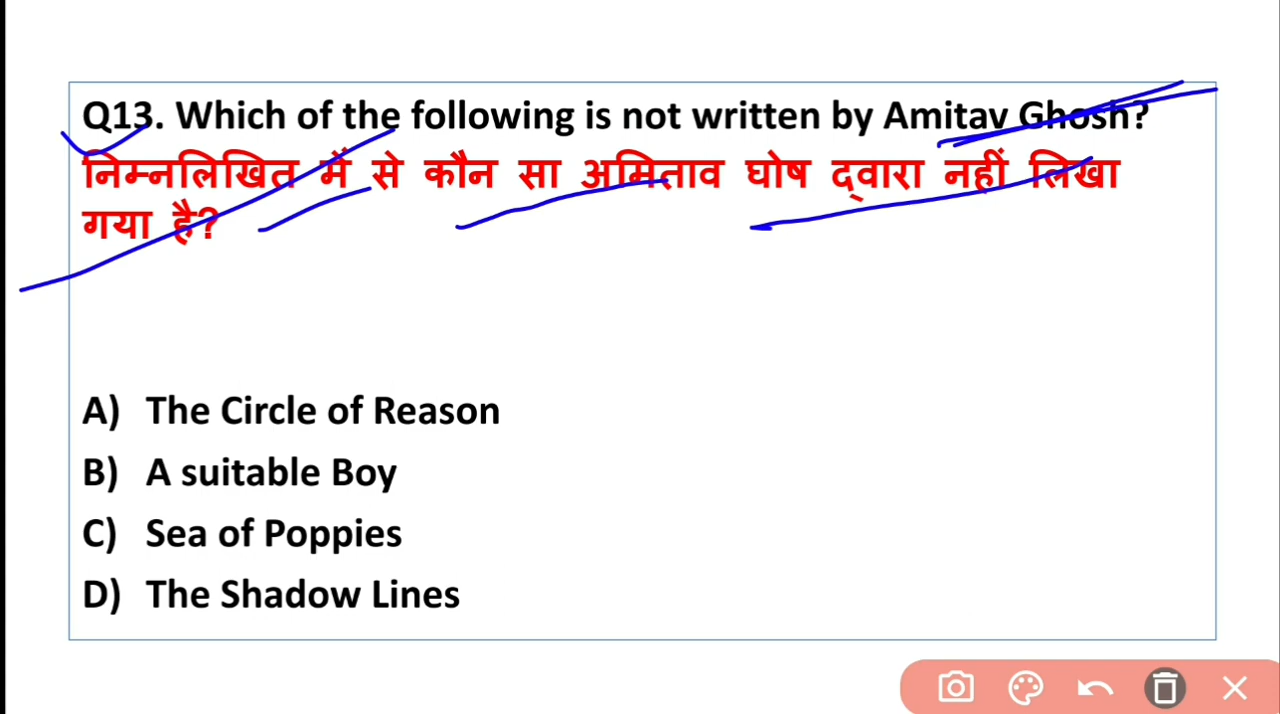 Q13. Which of the following is not written by Amitav Ghosh?
निम्नलिखित में से कौन सा अमिताव घोष द्वारा नहीं लिखा
गया है?
A) The Circle of Reason
B) A suitable Boy
C) Sea of Poppies
D) The Shadow Lines